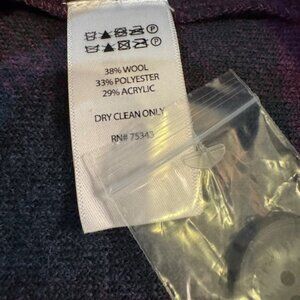 38% WOOL
33% POLYESTER
29% ACRYLIC
DRY CLEAN ONLY
RN# 75343